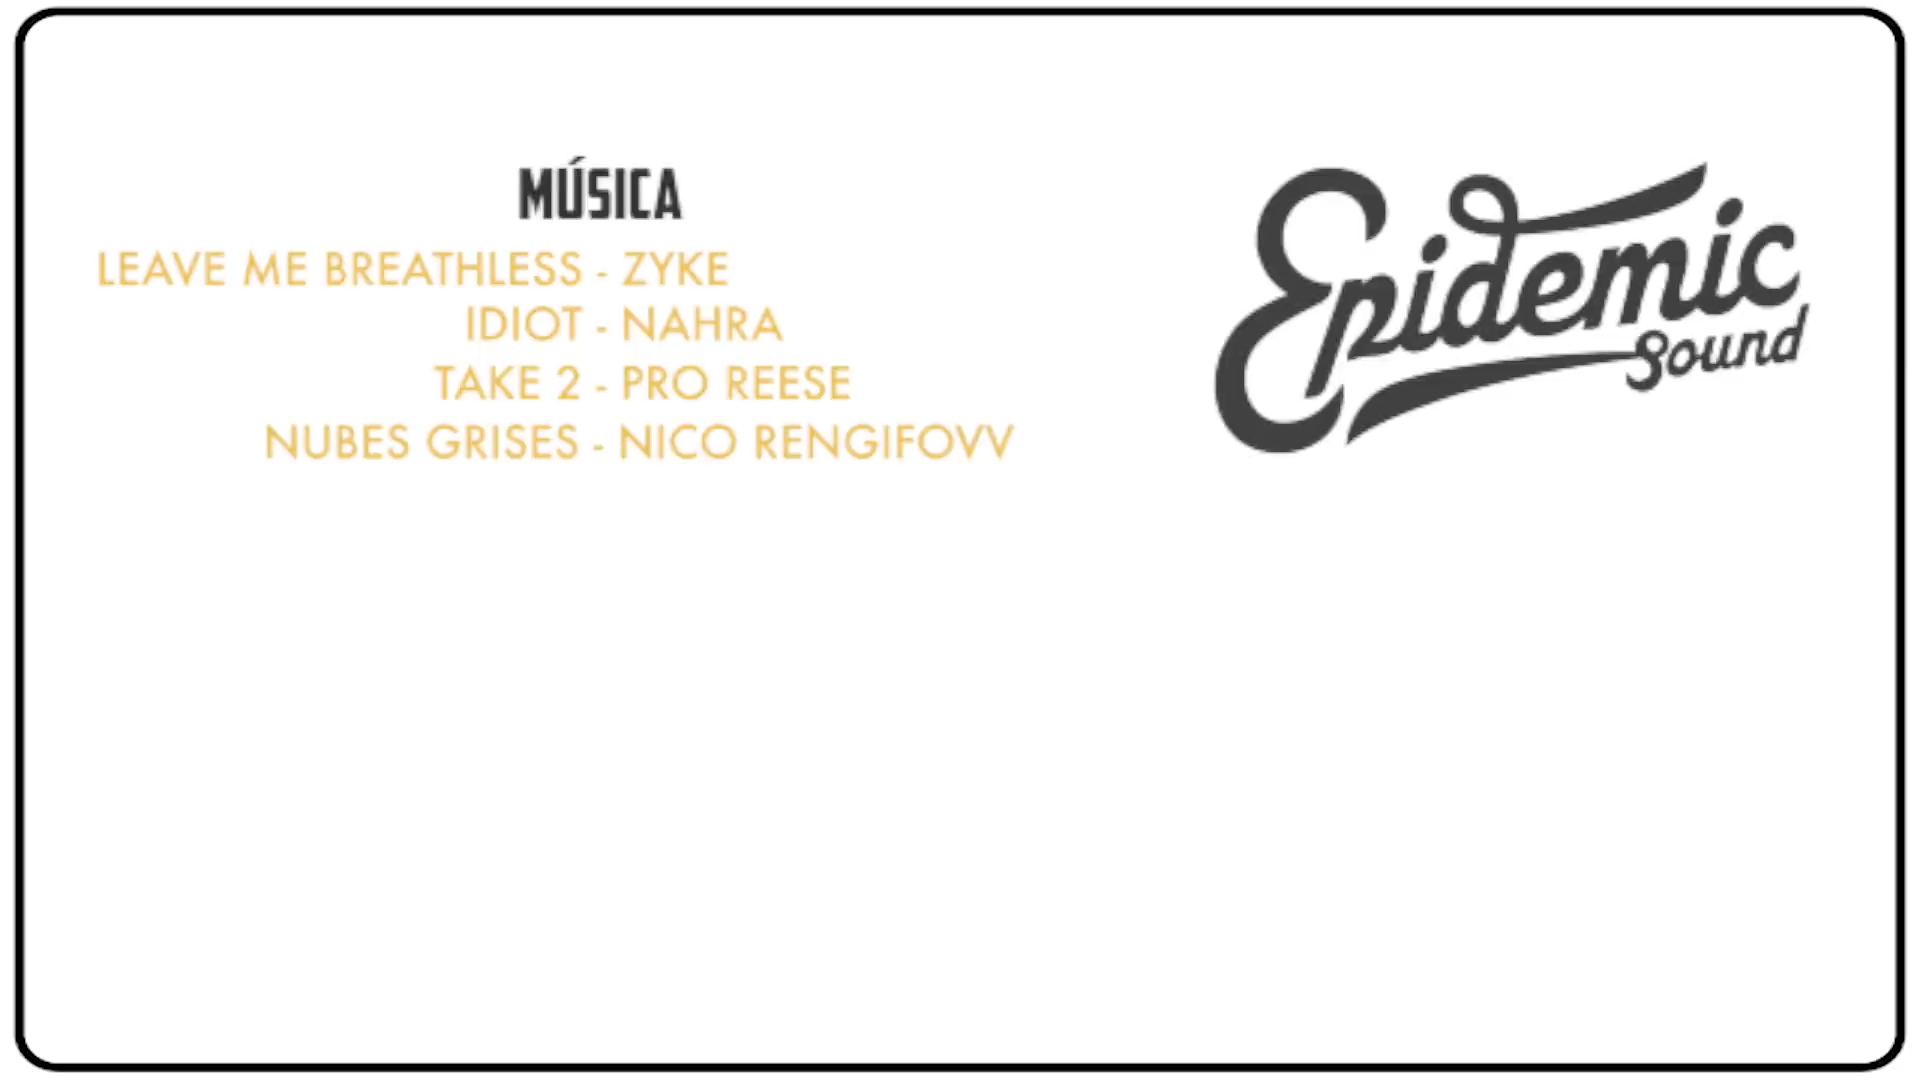 MÚSICA
LEAVE ME BREATHLESS - ZYKE
IDIOT - NAHRA
TAKE 2 - PRO REESE
NUBES GRISES - NICO RENGIFOVV
Epidemic
Sound